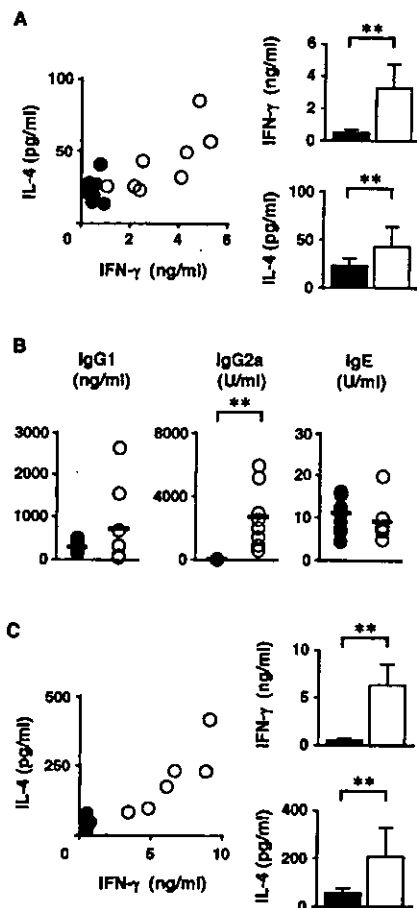 A
100
50
0
IL-4 (pg/ml)
0 2 4 6
IFN-γ (ng/ml)
**
6
4
2
0
IFN-γ (ng/ml)
**
100
50
0
IL-4 (pg/ml)
B
IgG1
(ng/ml)
3000
2000
1000
0
IgG2a
(U/ml)
**
8000
4000
0
IgE
(U/ml)
30
20
10
0
C
500
250
0
IL-4 (pg/ml)
0 5 10
IFN-γ (ng/ml)
**
10
5
0
IFN-γ (ng/ml)
**
400
200
0
IL-4 (pg/ml)